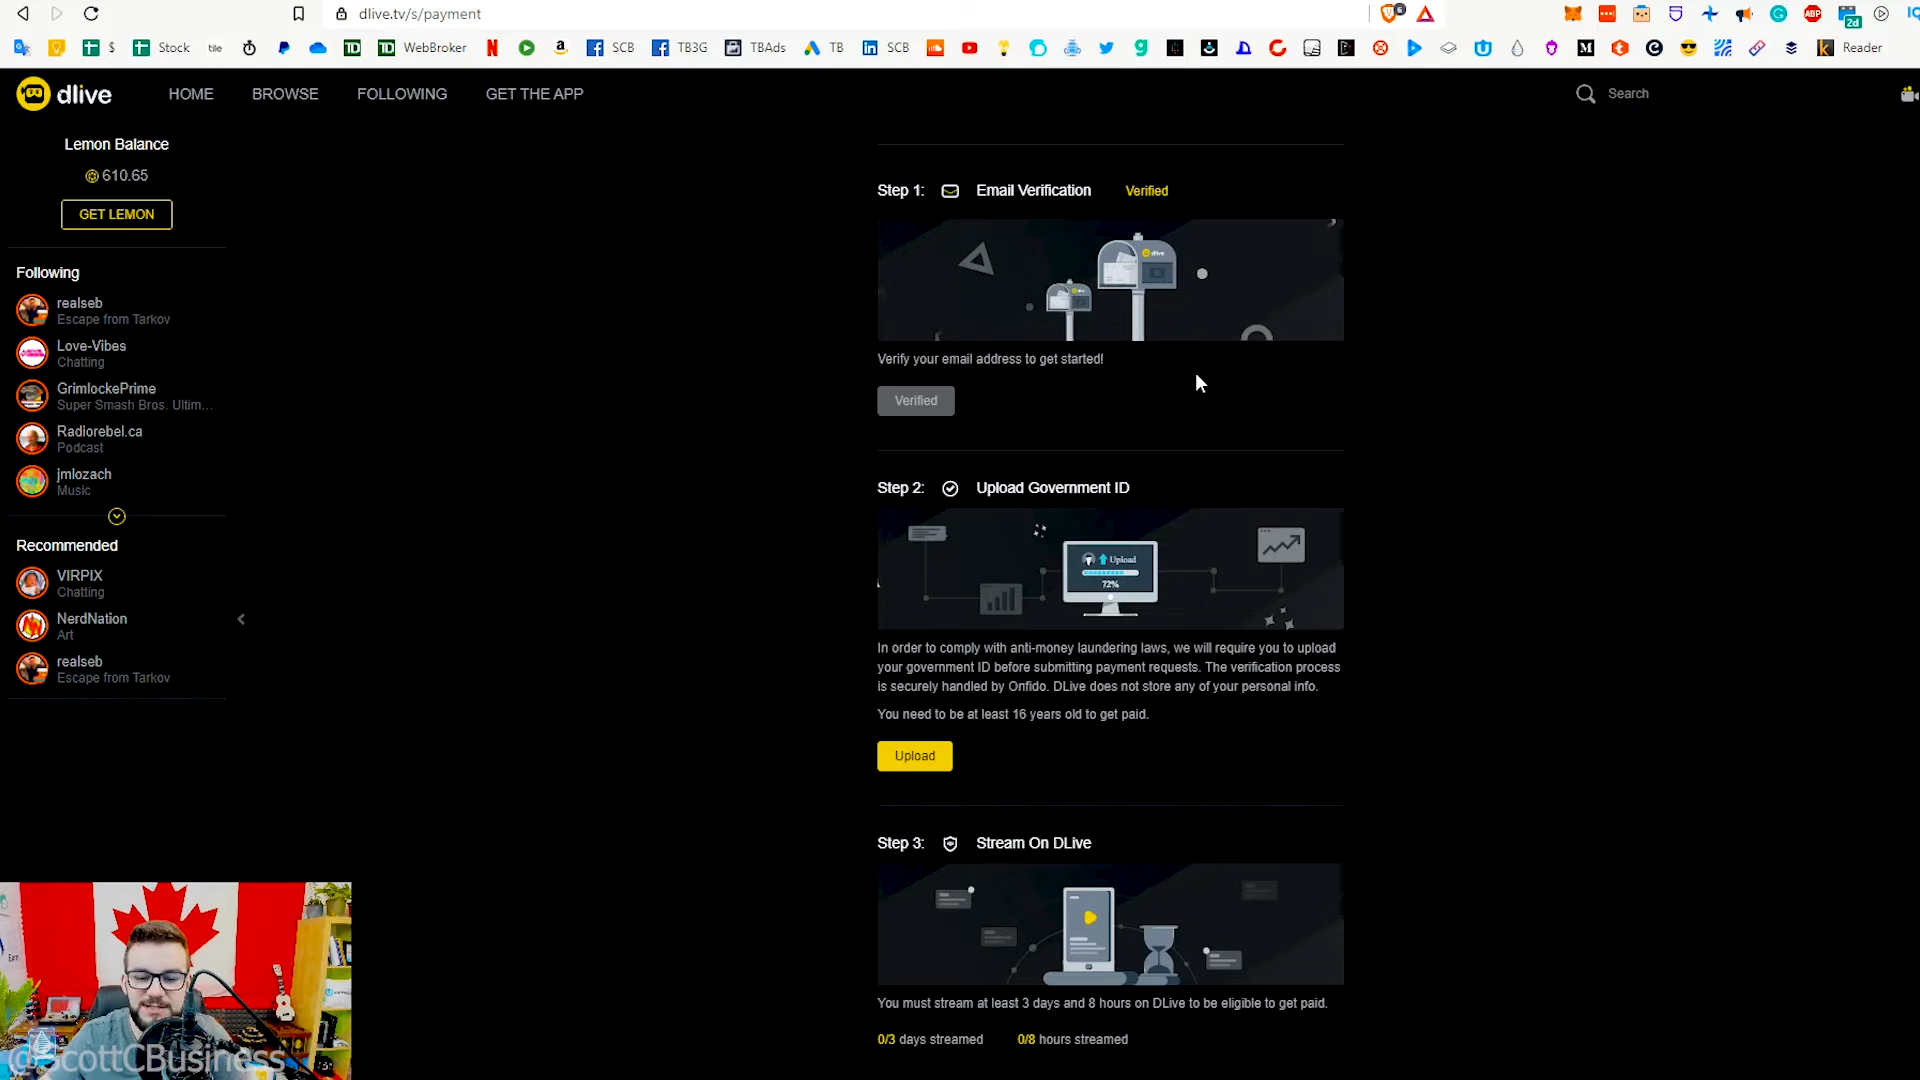 dlive.tv/s/payment
6
ABP
2d
$
Stock
tile
TD
TD
WebBroker
N
SCB
TB3G
TBAds
TB
SCB
Reader
dlive
HOME
BROWSE
FOLLOWING
GET THE APP
Search
Lemon Balance
610.65
GET LEMON
Following
realseb
Escape from Tarkov
Love-Vibes
Chatting
GrimlockePrime
Super Smash Bros. Ultim...
Radiorebel.ca
Podcast
jmlozach
Music
Recommended
VIRPIX
Chatting
NerdNation
Art
realseb
Escape from Tarkov
Step 1:
Email Verification
Verified
dlive
Verify your email address to get started!
Verified
Step 2:
Upload Government ID
Upload
72%
In order to comply with anti-money laundering laws, we will require you to upload
your government ID before submitting payment requests. The verification process
is securely handled by Onfido. DLive does not store any of your personal info.
You need to be at least 16 years old to get paid.
Upload
Step 3:
Stream On DLive
You must stream at least 3 days and 8 hours on DLive to be eligible to get paid.
0/3 days streamed
0/8 hours streamed
@ScottCBusiness